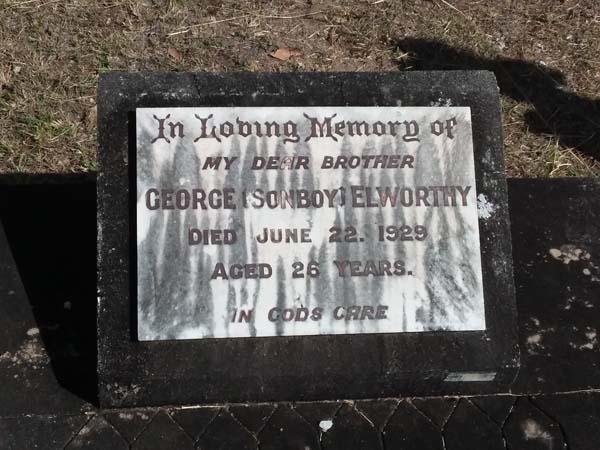 In Loving Memory of
MY DEAR BROTHER
GEORGE (SONBOY) ELWORTHY
DIED JUNE 22. 1929
AGED 26 YEARS.
IN GODS CARE